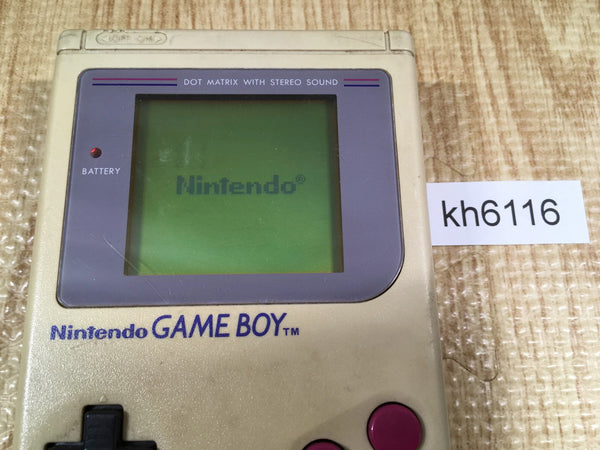 DOT MATRIX WITH STEREO SOUND
BATTERY
Nintendo®
kh6116
Nintendo GAME BOY™